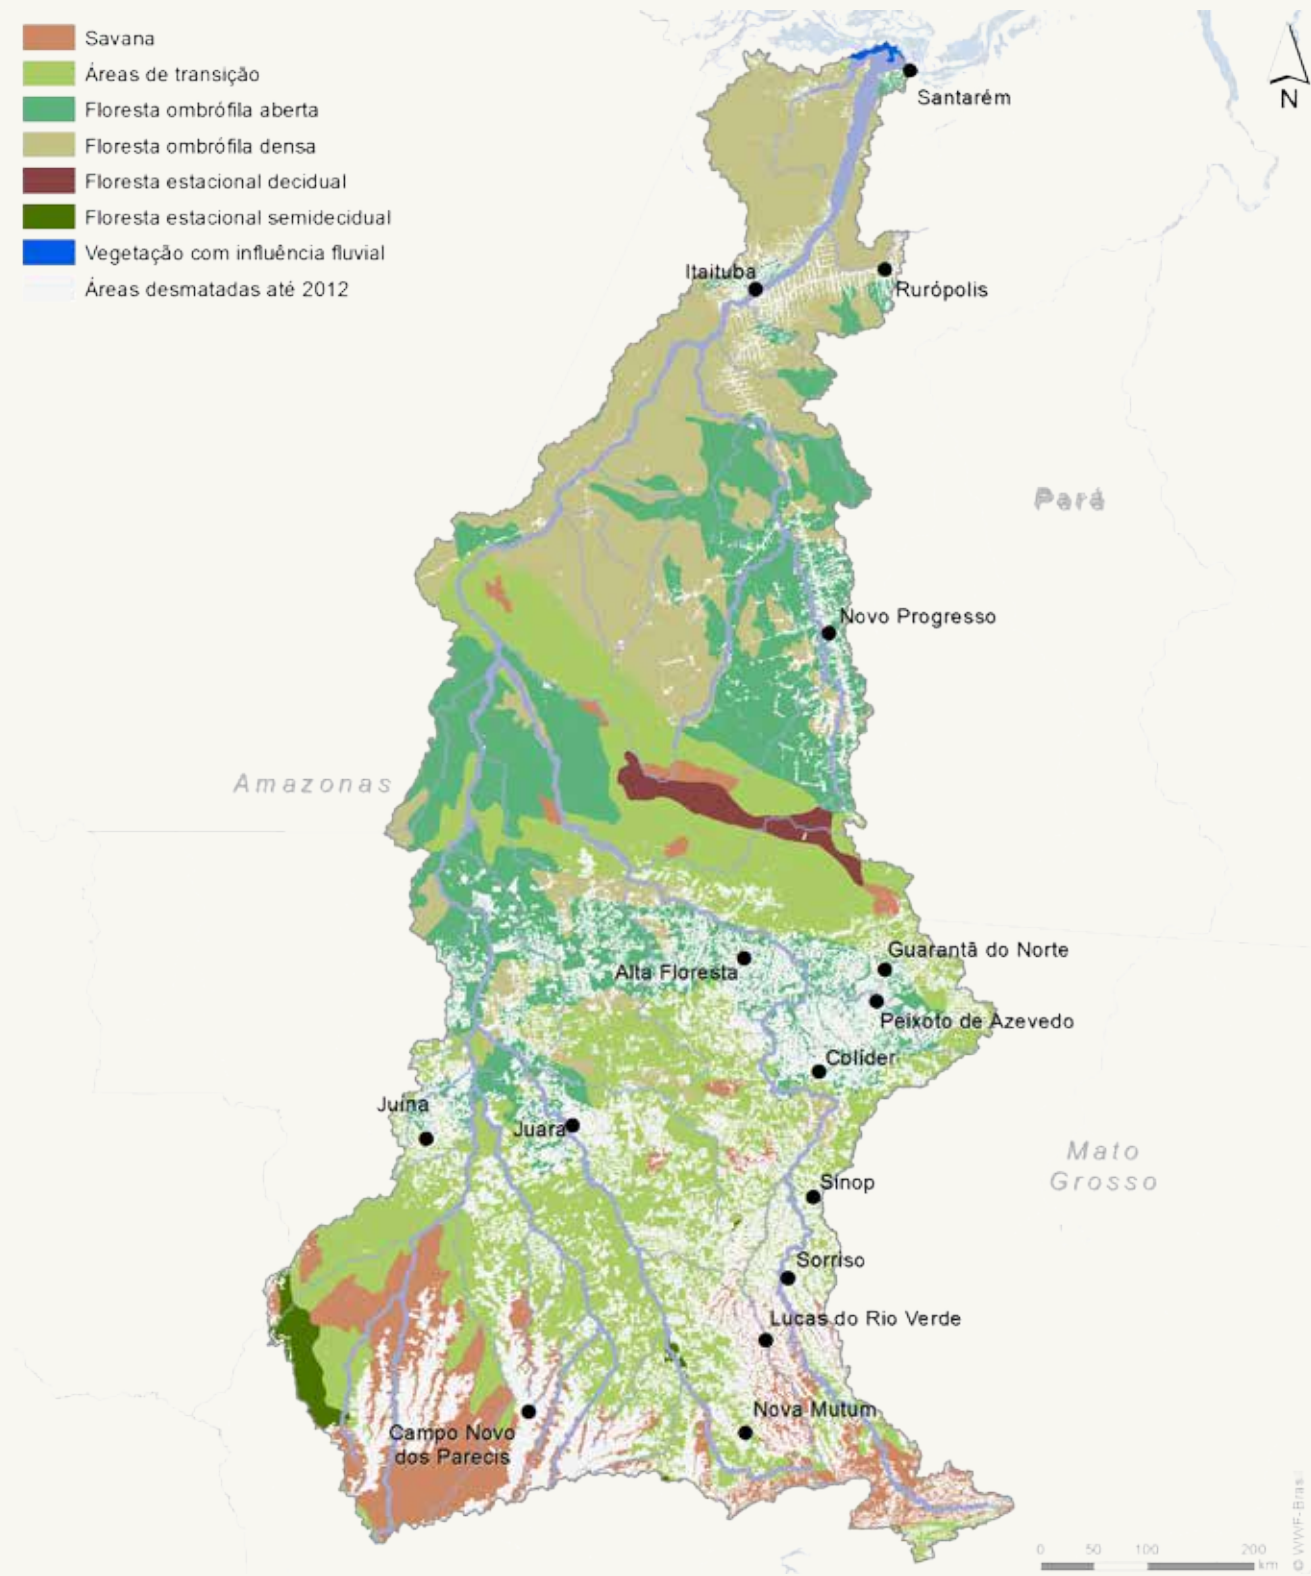 Savana
Áreas de transição
Floresta ombrófila aberta
Floresta ombrófila densa
Floresta estacional decidual
Floresta estacional semidecidual
Vegetação com influência fluvial
Áreas desmatadas até 2012
N
Santarém
Itaituba
Rurópolis
Pará
Novo Progresso
Amazonas
Guarantã do Norte
Alta Floresta
Peixoto de Azevedo
Colíder
Juína
Juara
Mato
Grosso
Sinop
Sorriso
Lucas do Rio Verde
Nova Mutum
Campo Novo
dos Parecis
0 50 100 200
km
© WWF-Brasil